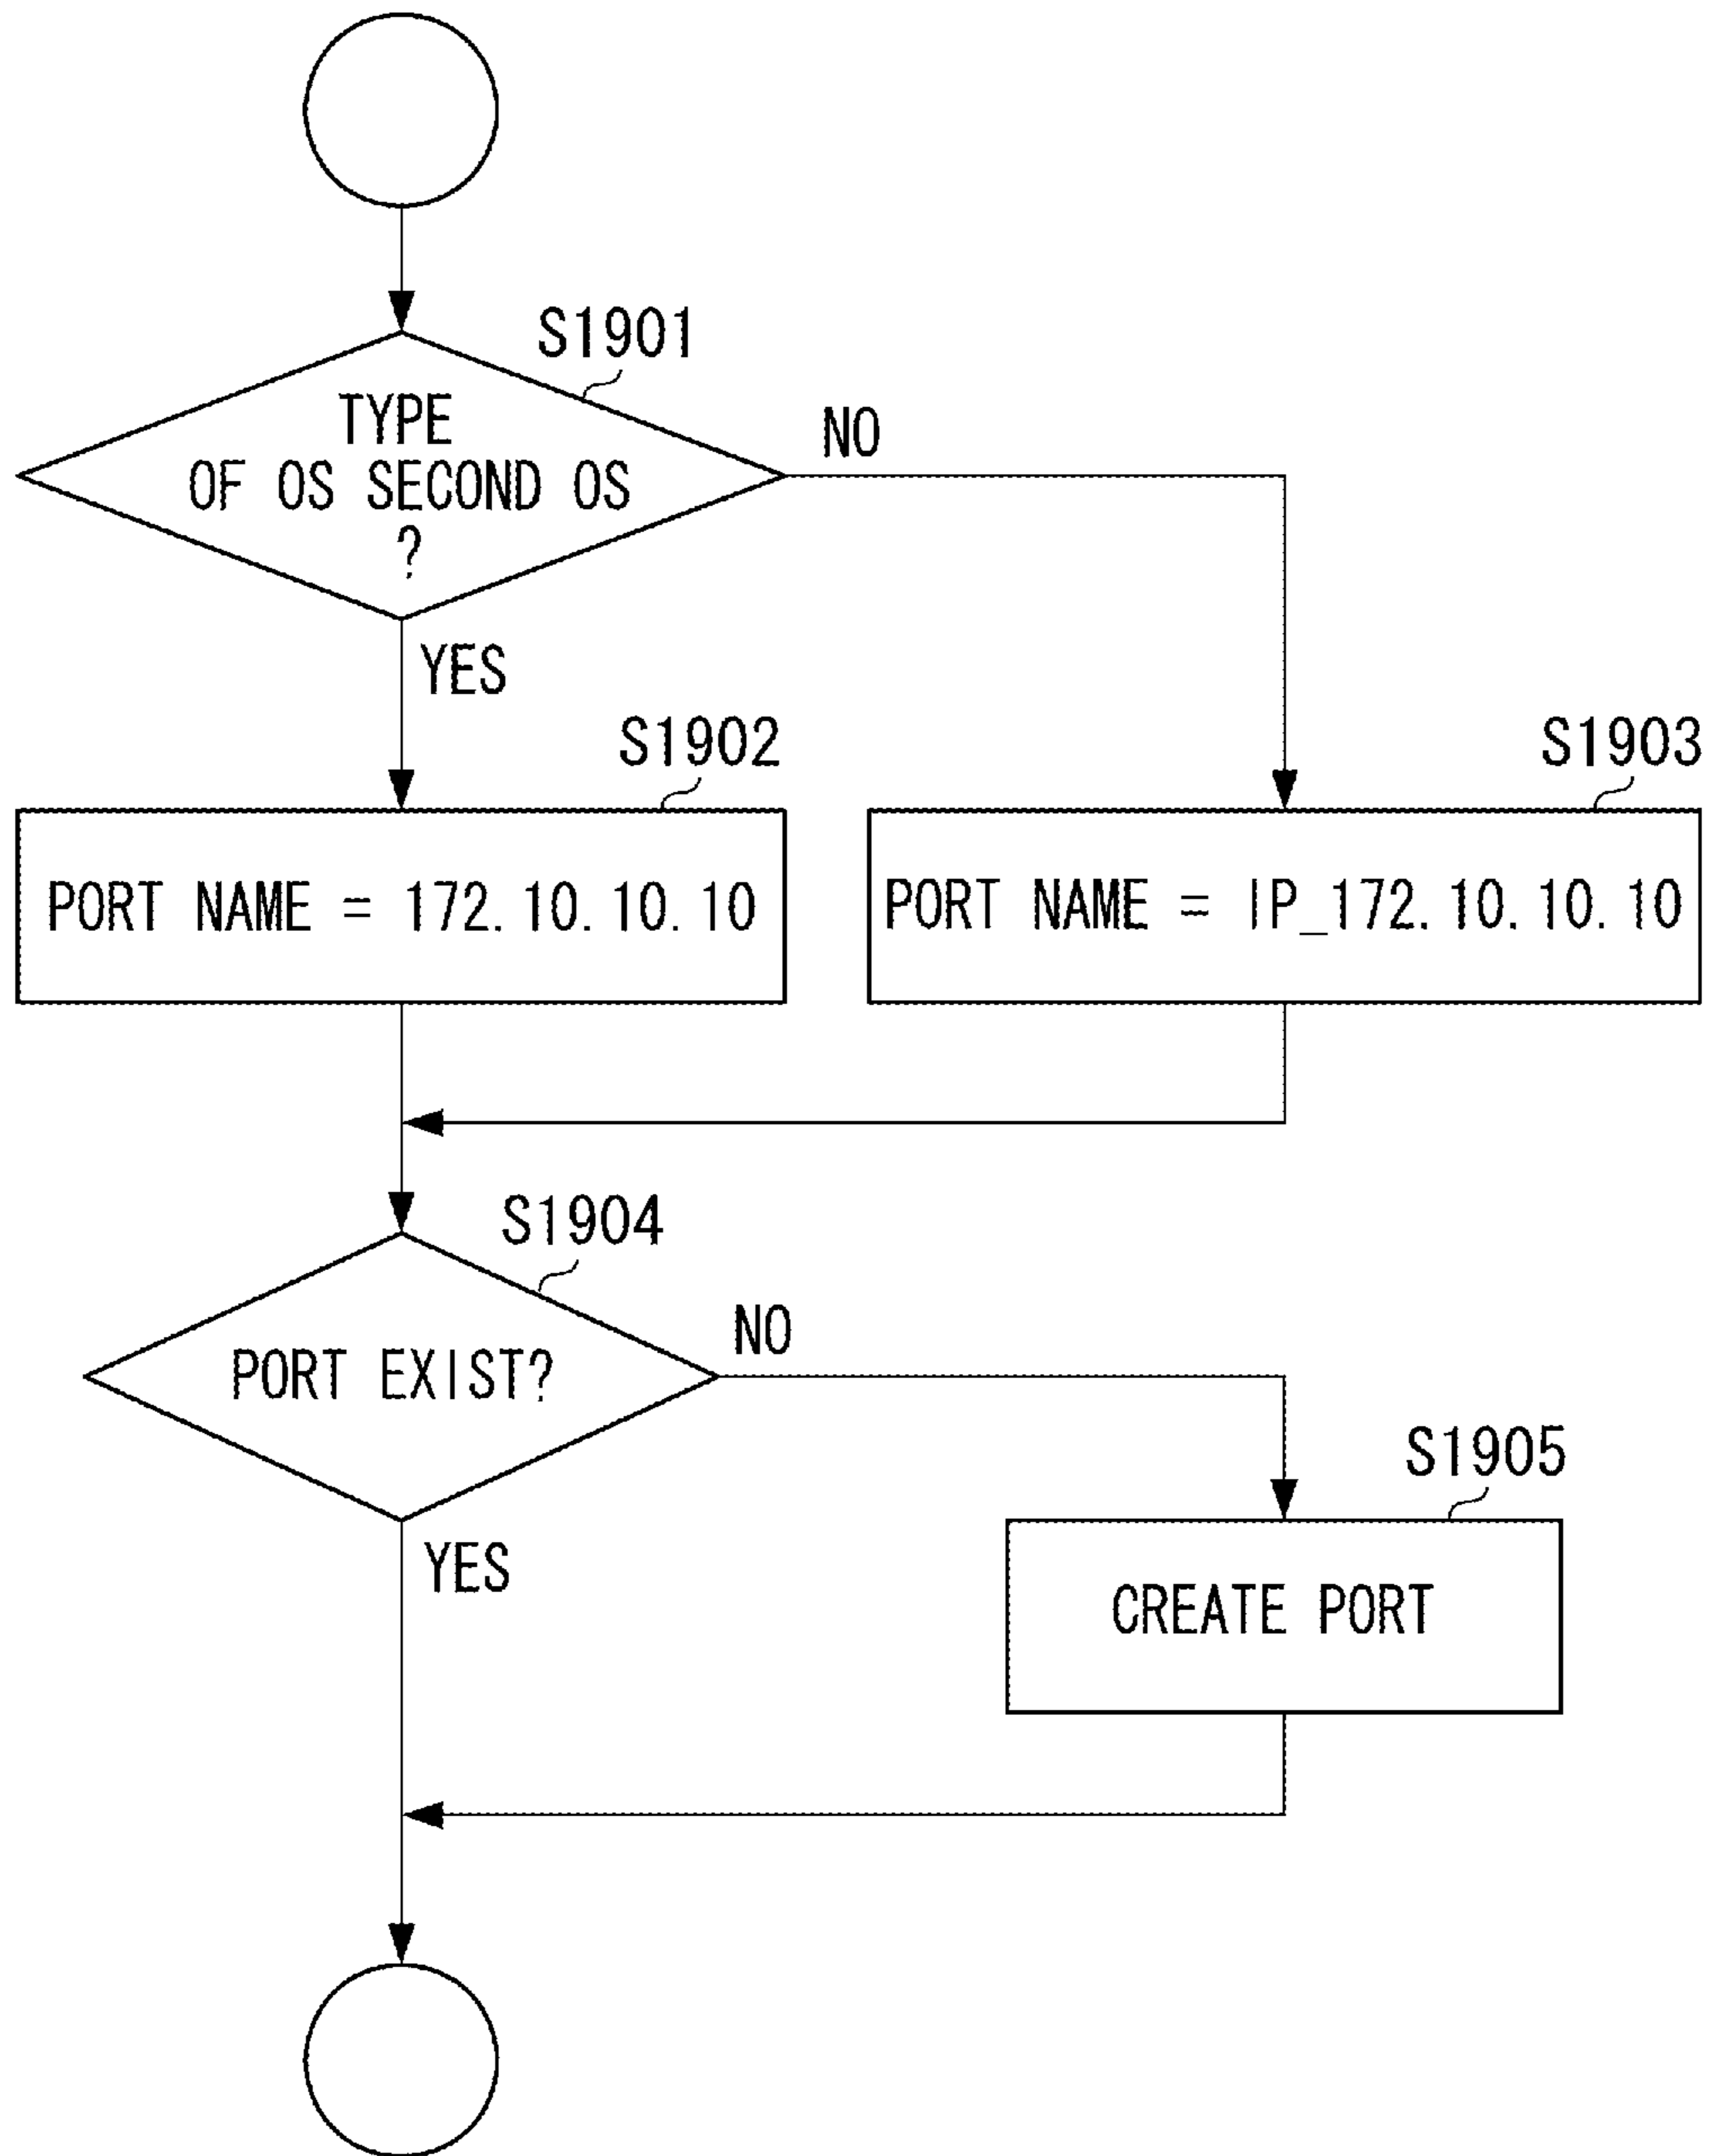 S1901
TYPE
OF OS SECOND OS
?
NO
YES
S1902
PORT NAME = 172.10.10.10
S1903
PORT NAME = IP_172.10.10.10
S1904
PORT EXIST?
NO
YES
S1905
CREATE PORT